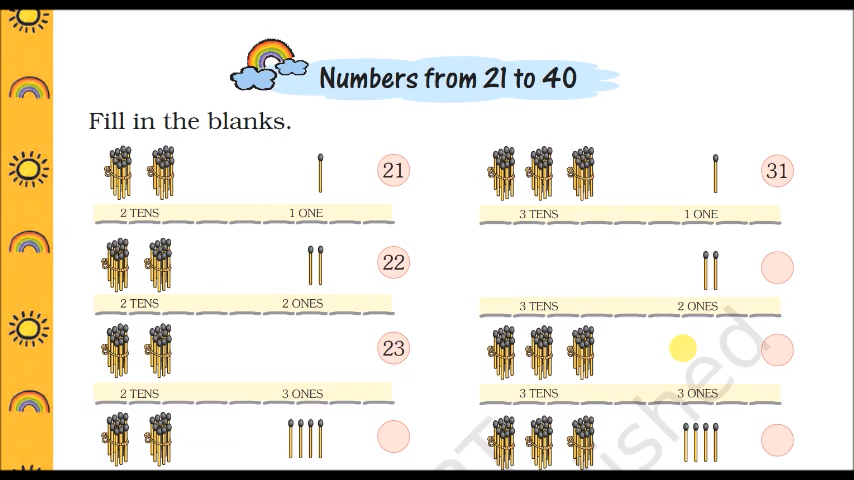 Numbers from 21 to 40
Fill in the blanks.
21
2 TENS 1 ONE
22
2 TENS 2 ONES
23
2 TENS 3 ONES
31
3 TENS 1 ONE
3 TENS 2 ONES
3 TENS 3 ONES